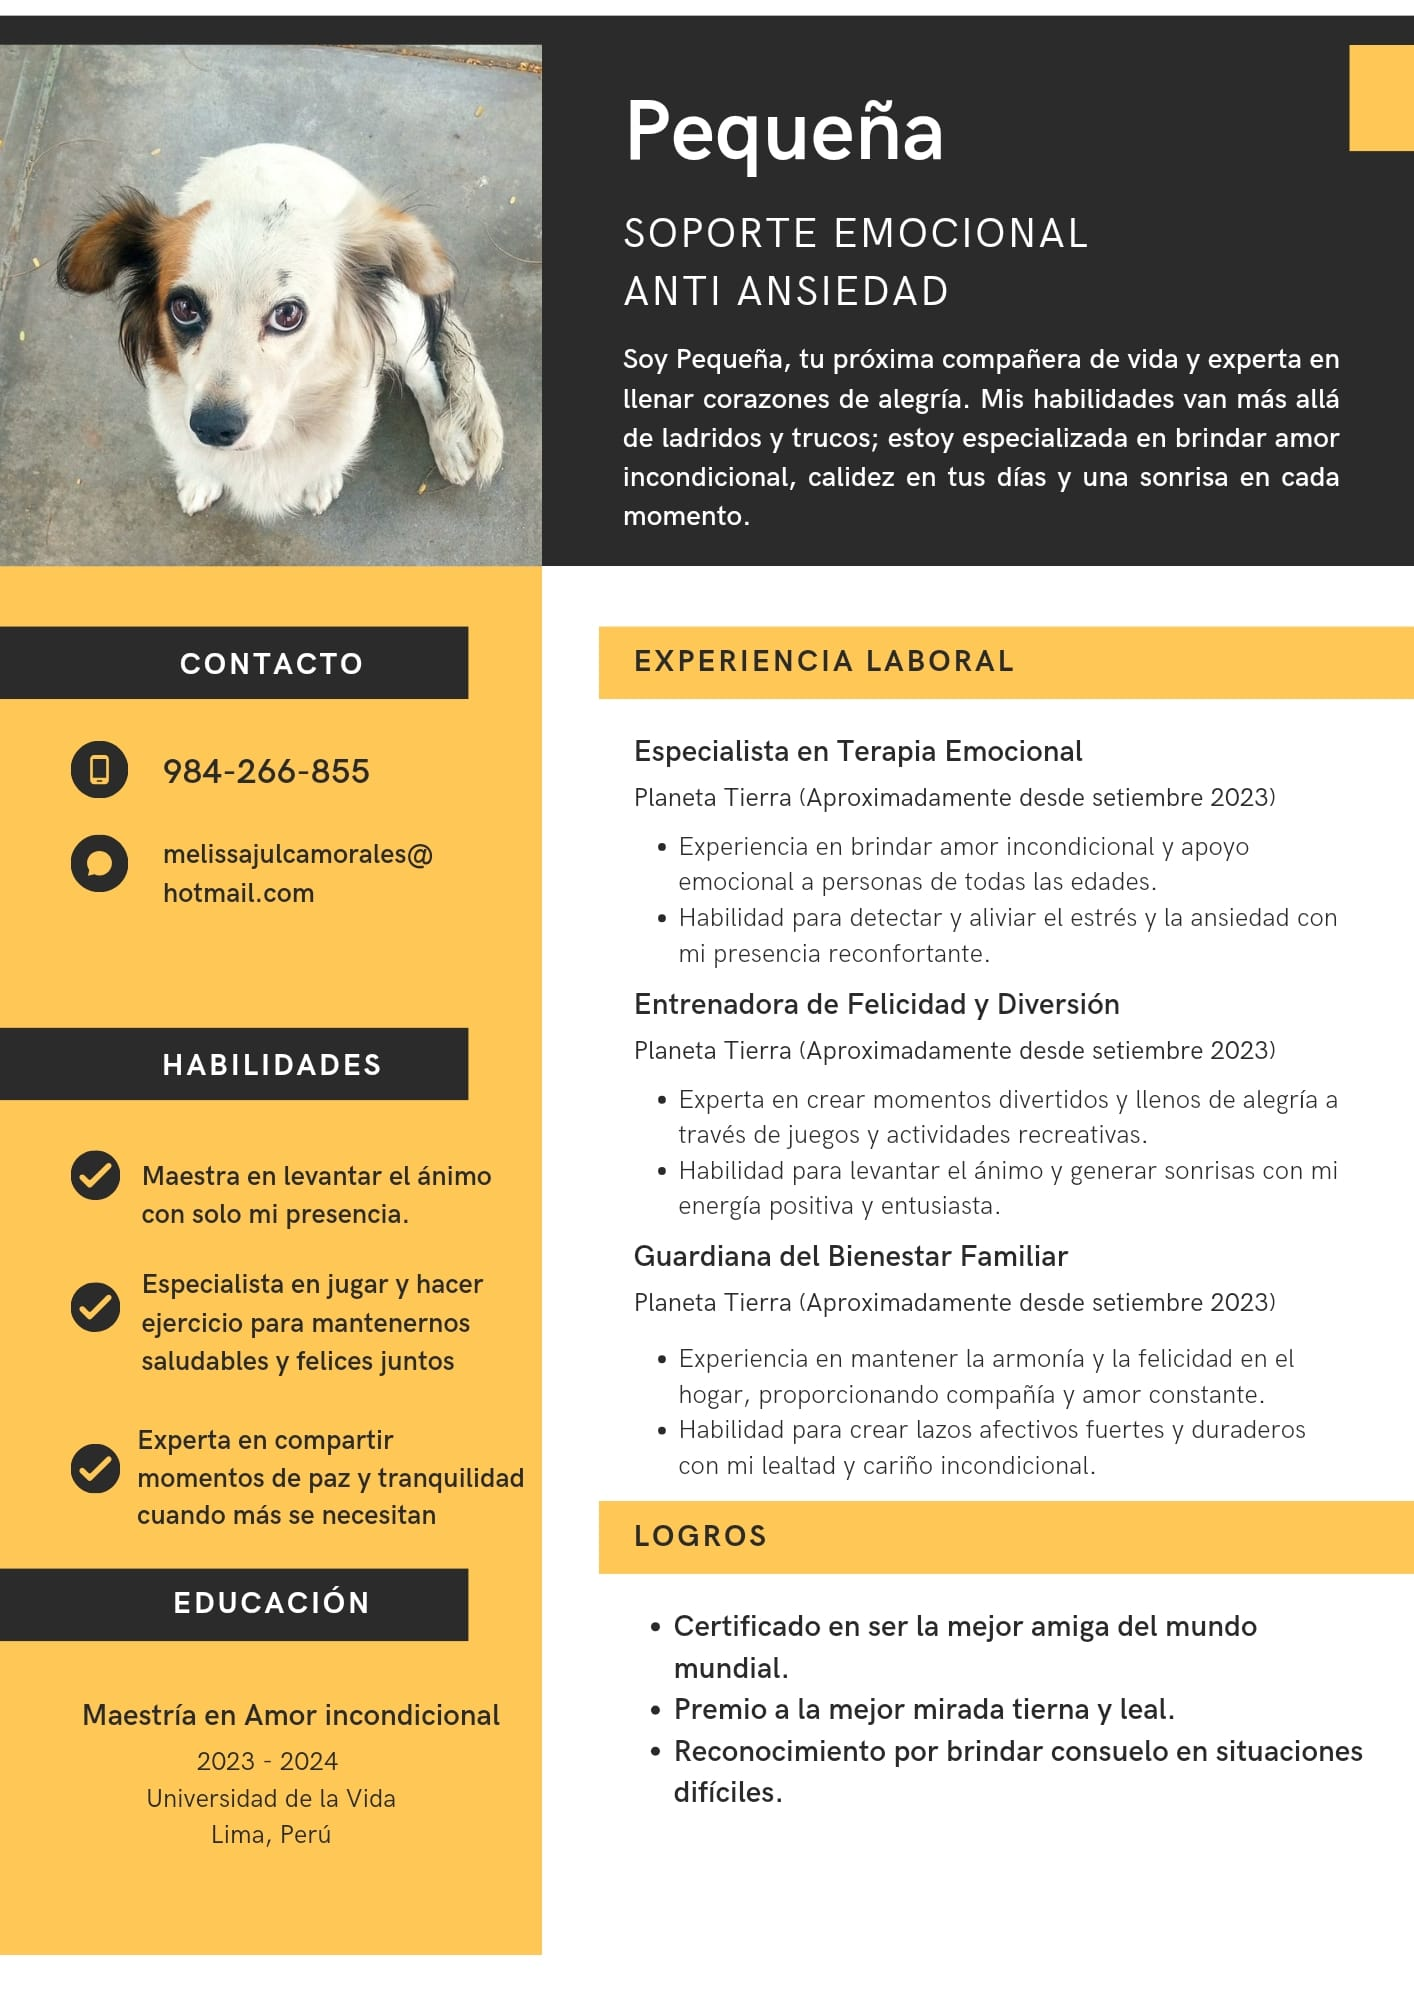 Pequeña
SOPORTE EMOCIONAL
ANTI ANSIEDAD
Soy Pequeña, tu próxima compañera de vida y experta en
llenar corazones de alegría. Mis habilidades van más allá
de ladridos y trucos; estoy especializada en brindar amor
incondicional, calidez en tus días y una sonrisa en cada
momento.
CONTACTO
984-266-855
melissajulcamorales@
hotmail.com
HABILIDADES
Maestra en levantar el ánimo
con solo mi presencia.
Especialista en jugar y hacer
ejercicio para mantenernos
saludables y felices juntos
Experta en compartir
momentos de paz y tranquilidad
cuando más se necesitan
EDUCACIÓN
Maestría en Amor incondicional
2023 - 2024
Universidad de la Vida
Lima, Perú
EXPERIENCIA LABORAL
Especialista en Terapia Emocional
Planeta Tierra (Aproximadamente desde setiembre 2023)
• Experiencia en brindar amor incondicional y apoyo
emocional a personas de todas las edades.
• Habilidad para detectar y aliviar el estrés y la ansiedad con
mi presencia reconfortante.
Entrenadora de Felicidad y Diversión
Planeta Tierra (Aproximadamente desde setiembre 2023)
• Experta en crear momentos divertidos y llenos de alegría a
través de juegos y actividades recreativas.
• Habilidad para levantar el ánimo y generar sonrisas con mi
energía positiva y entusiasta.
Guardiana del Bienestar Familiar
Planeta Tierra (Aproximadamente desde setiembre 2023)
• Experiencia en mantener la armonía y la felicidad en el
hogar, proporcionando compañía y amor constante.
• Habilidad para crear lazos afectivos fuertes y duraderos
con mi lealtad y cariño incondicional.
LOGROS
• Certificado en ser la mejor amiga del mundo
mundial.
• Premio a la mejor mirada tierna y leal.
• Reconocimiento por brindar consuelo en situaciones
difíciles.